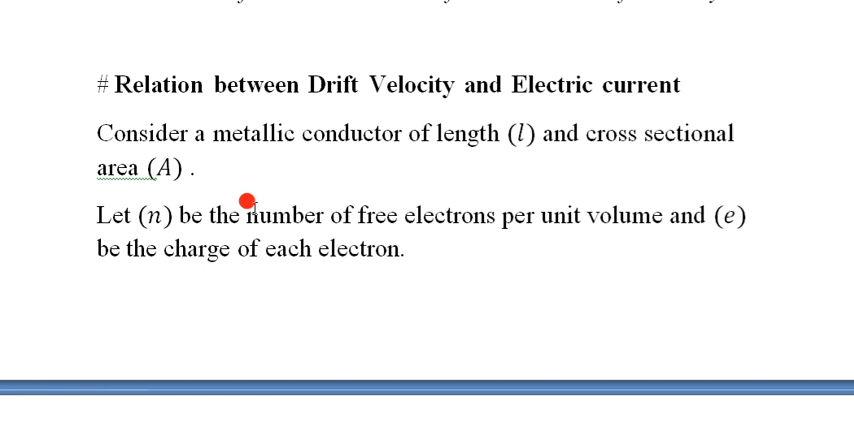 # Relation between Drift Velocity and Electric current
Consider a metallic conductor of length (l) and cross sectional
area (A) .
Let (n) be the number of free electrons per unit volume and (e)
be the charge of each electron.